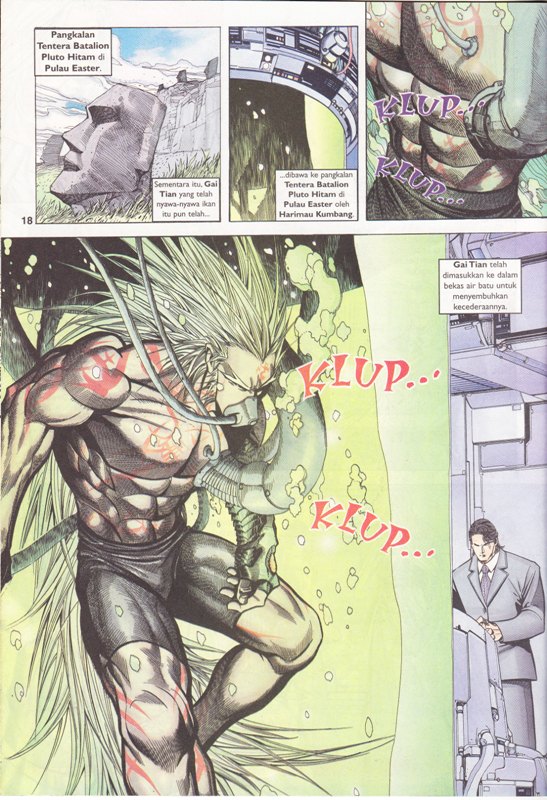 Pangkalan
Tentera Batalion
Pluto Hitam di
Pulau Easter.
Sementara itu, Gai
Tian yang telah
nyawa-nyawa ikan
itu pun telah...
...dibawa ke pangkalan
Tentera Batalion
Pluto Hitam di
Pulau Easter oleh
Harimau Kumbang.
KLUP...
KLUP...
18
Gai Tian telah
dimasukkan ke dalam
bekas air batu untuk
menyembuhkan
kecederaannya.
KLUP...
KLUP...